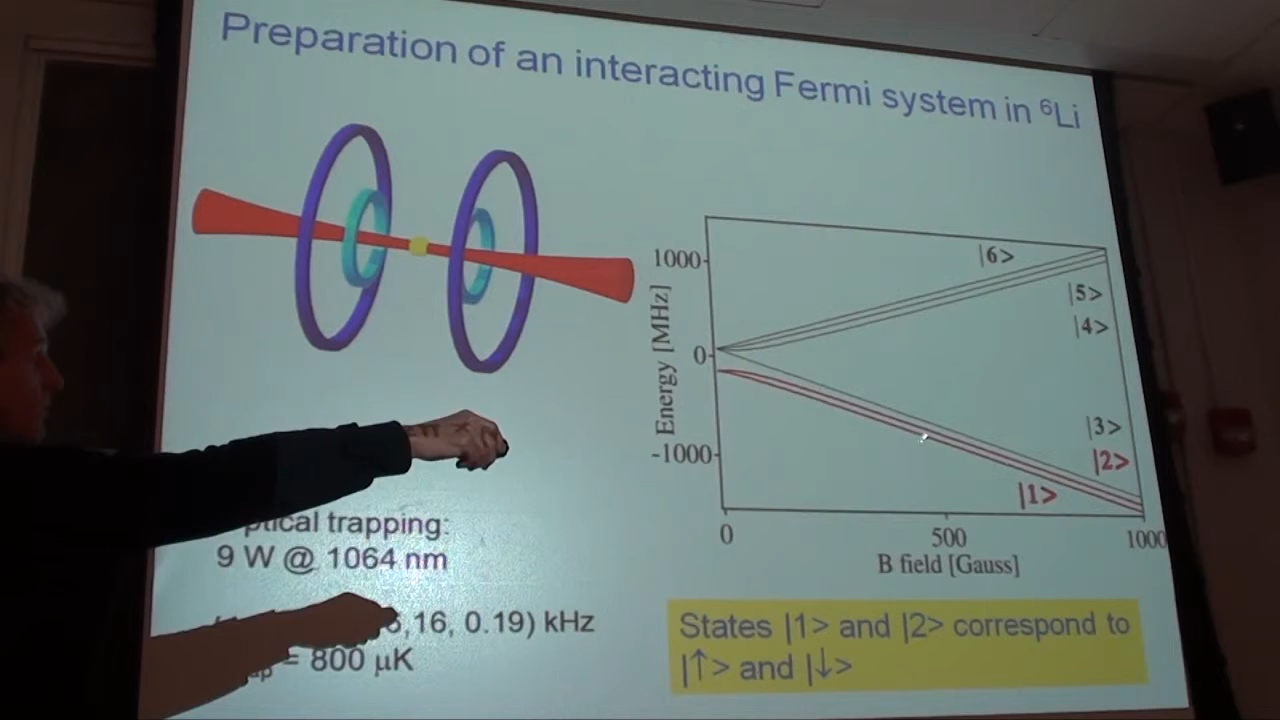 Preparation of an interacting Fermi system in ⁶Li
1000
0
-1000
Energy [MHz]
|6>
|5>
|4>
|3>
|2>
|1>
0
500
1000
B field [Gauss]
trapping:
9 W @ 1064 nm
,16, 0.19) kHz
= 800 µK
States |1> and |2> correspond to
|↑> and |↓>